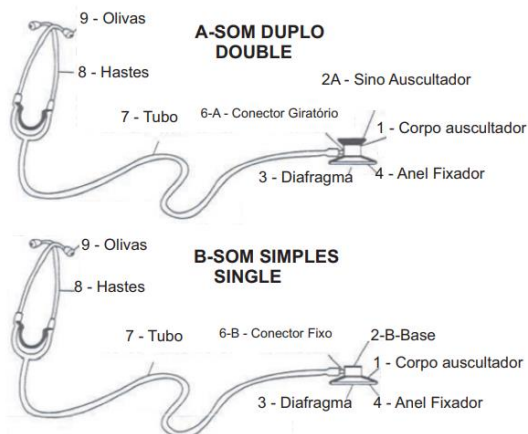 9 - Olivas
A-SOM DUPLO
DOUBLE
8 - Hastes
2A - Sino Auscultador
7 - Tubo
6-A - Conector Giratório
1 - Corpo auscultador
3 - Diafragma
4 - Anel Fixador
9 - Olivas
B-SOM SIMPLES
SINGLE
8 - Hastes
7 - Tubo
6-B - Conector Fixo
2-B-Base
1 - Corpo auscultador
3 - Diafragma
4 - Anel Fixador